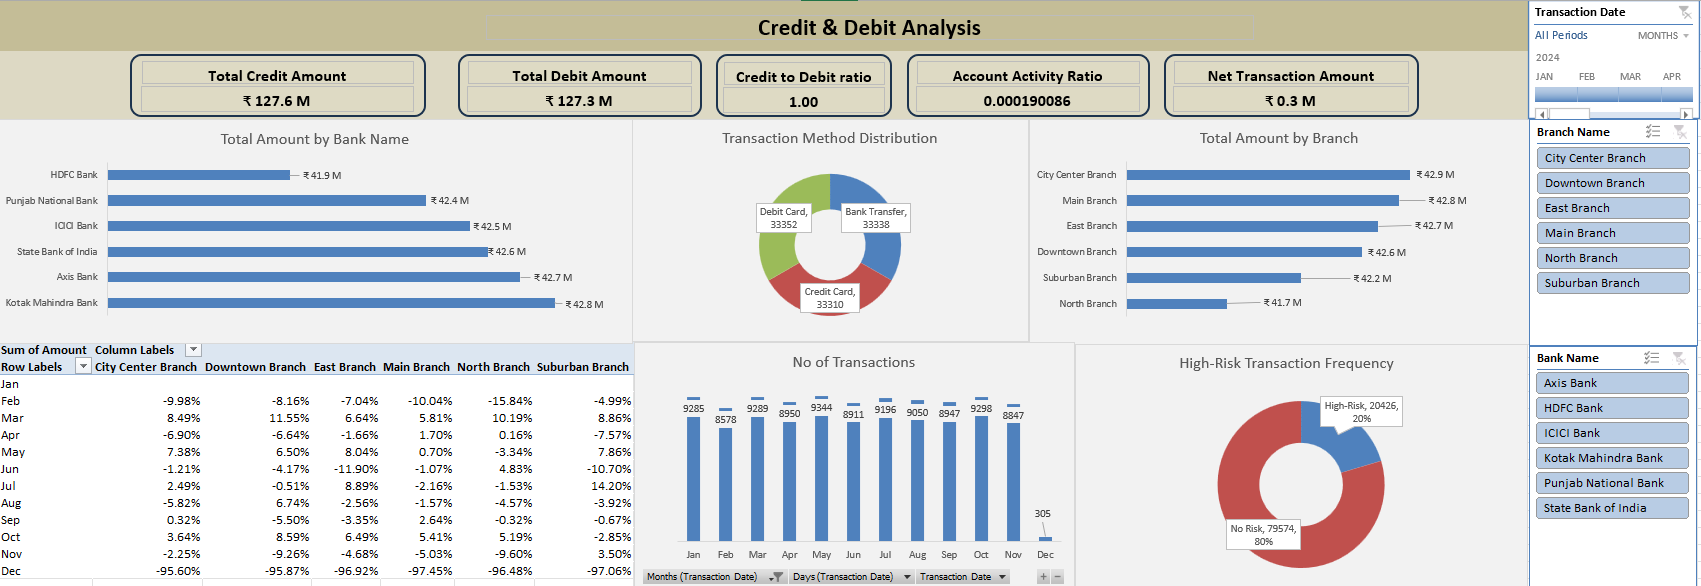 Credit & Debit Analysis
Total Credit Amount
₹ 127.6 M
Total Debit Amount
₹ 127.3 M
Credit to Debit ratio
1.00
Account Activity Ratio
0.000190086
Net Transaction Amount
₹ 0.3 M
Transaction Date
All Periods MONTHS
2024
JAN FEB MAR APR
Total Amount by Bank Name
HDFC Bank ₹ 41.9 M
Punjab National Bank ₹ 42.4 M
ICICI Bank ₹ 42.5 M
State Bank of India ₹ 42.6 M
Axis Bank ₹ 42.7 M
Kotak Mahindra Bank ₹ 42.8 M
Transaction Method Distribution
Debit Card,
33352
Bank Transfer,
33338
Credit Card,
33310
Total Amount by Branch
City Center Branch ₹ 42.9 M
Main Branch ₹ 42.8 M
East Branch ₹ 42.7 M
Downtown Branch ₹ 42.6 M
Suburban Branch ₹ 42.2 M
North Branch ₹ 41.7 M
Branch Name
City Center Branch
Downtown Branch
East Branch
Main Branch
North Branch
Suburban Branch
Sum of Amount Column Labels
Row Labels City Center Branch Downtown Branch East Branch Main Branch North Branch Suburban Branch
Jan
Feb -9.98% -8.16% -7.04% -10.04% -15.84% -4.99%
Mar 8.49% 11.55% 6.64% 5.81% 10.19% 8.86%
Apr -6.90% -6.64% -1.66% 1.70% 0.16% -7.57%
May 7.38% 6.50% 8.04% 0.70% -3.34% 7.86%
Jun -1.21% -4.17% -11.90% -1.07% 4.83% -10.70%
Jul 2.49% -0.51% 8.89% -2.16% -1.53% 14.20%
Aug -5.82% 6.74% -2.56% -1.57% -4.57% -3.92%
Sep 0.32% -5.50% -3.35% 2.64% -0.32% -0.67%
Oct 3.64% 8.59% 6.49% 5.41% 5.19% -2.85%
Nov -2.25% -9.26% -4.68% -5.03% -9.60% 3.50%
Dec -95.60% -95.87% -96.92% -97.45% -96.48% -97.06%
No of Transactions
9285 8578 9289 8950 9344 8911 9196 9050 8947 9298 8847 305
Jan Feb Mar Apr May Jun Jul Aug Sep Oct Nov Dec
Months (Transaction Date) Days (Transaction Date) Transaction Date + −
High-Risk Transaction Frequency
High-Risk, 20426,
20%
No Risk, 79574,
80%
Bank Name
Axis Bank
HDFC Bank
ICICI Bank
Kotak Mahindra Bank
Punjab National Bank
State Bank of India